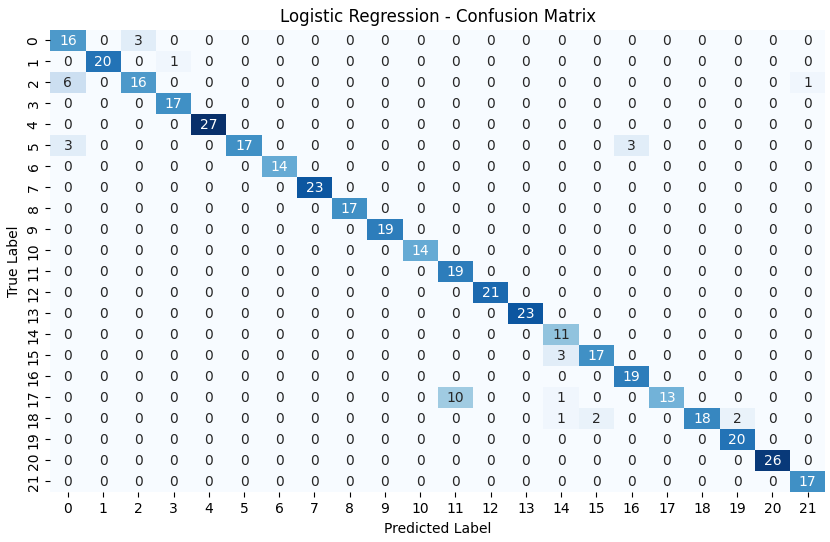 Logistic Regression - Confusion Matrix
True Label
0 16 0 3 0 0 0 0 0 0 0 0 0 0 0 0 0 0 0 0 0 0 0
1 0 20 0 1 0 0 0 0 0 0 0 0 0 0 0 0 0 0 0 0 0 0
2 6 0 16 0 0 0 0 0 0 0 0 0 0 0 0 0 0 0 0 0 0 1
3 0 0 0 17 0 0 0 0 0 0 0 0 0 0 0 0 0 0 0 0 0 0
4 0 0 0 0 27 0 0 0 0 0 0 0 0 0 0 0 0 0 0 0 0 0
5 3 0 0 0 0 17 0 0 0 0 0 0 0 0 0 0 3 0 0 0 0 0
6 0 0 0 0 0 0 14 0 0 0 0 0 0 0 0 0 0 0 0 0 0 0
7 0 0 0 0 0 0 0 23 0 0 0 0 0 0 0 0 0 0 0 0 0 0
8 0 0 0 0 0 0 0 0 17 0 0 0 0 0 0 0 0 0 0 0 0 0
9 0 0 0 0 0 0 0 0 0 19 0 0 0 0 0 0 0 0 0 0 0 0
10 0 0 0 0 0 0 0 0 0 0 14 0 0 0 0 0 0 0 0 0 0 0
11 0 0 0 0 0 0 0 0 0 0 0 19 0 0 0 0 0 0 0 0 0 0
12 0 0 0 0 0 0 0 0 0 0 0 0 21 0 0 0 0 0 0 0 0 0
13 0 0 0 0 0 0 0 0 0 0 0 0 0 23 0 0 0 0 0 0 0 0
14 0 0 0 0 0 0 0 0 0 0 0 0 0 0 11 0 0 0 0 0 0 0
15 0 0 0 0 0 0 0 0 0 0 0 0 0 0 3 17 0 0 0 0 0 0
16 0 0 0 0 0 0 0 0 0 0 0 0 0 0 0 0 19 0 0 0 0 0
17 0 0 0 0 0 0 0 0 0 0 0 10 0 0 1 0 0 13 0 0 0 0
18 0 0 0 0 0 0 0 0 0 0 0 0 0 0 1 2 0 0 18 2 0 0
19 0 0 0 0 0 0 0 0 0 0 0 0 0 0 0 0 0 0 0 20 0 0
20 0 0 0 0 0 0 0 0 0 0 0 0 0 0 0 0 0 0 0 0 26 0
21 0 0 0 0 0 0 0 0 0 0 0 0 0 0 0 0 0 0 0 0 0 17
0 1 2 3 4 5 6 7 8 9 10 11 12 13 14 15 16 17 18 19 20 21
Predicted Label